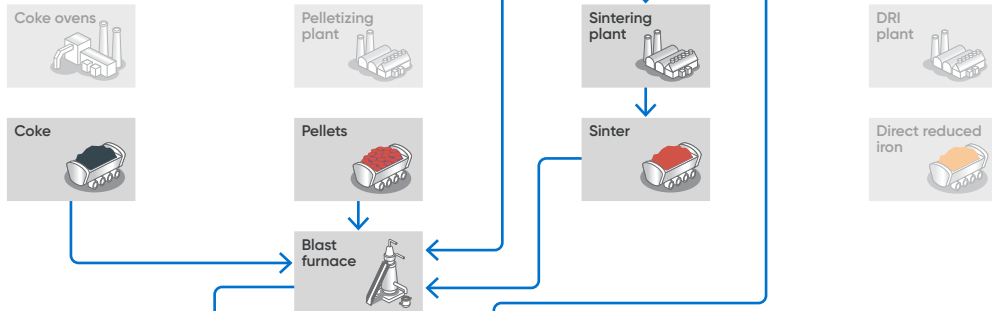 Coke ovens
Pelletizing
plant
Sintering
plant
DRI
plant
Coke
Pellets
Sinter
Direct reduced
iron
Blast
furnace